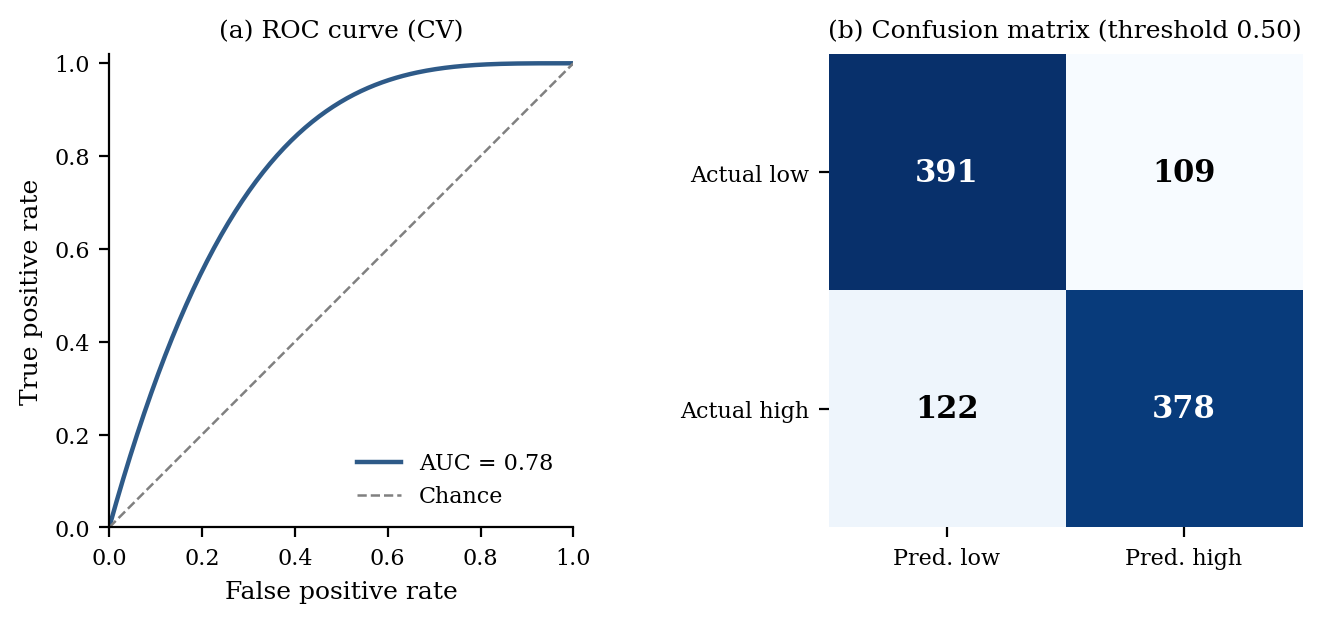 (a) ROC curve (CV)
True positive rate
1.0
0.8
0.6
0.4
0.2
0.0
0.0 0.2 0.4 0.6 0.8 1.0
False positive rate
AUC = 0.78
Chance
(b) Confusion matrix (threshold 0.50)
Actual low 391 109
Actual high 122 378
Pred. low Pred. high